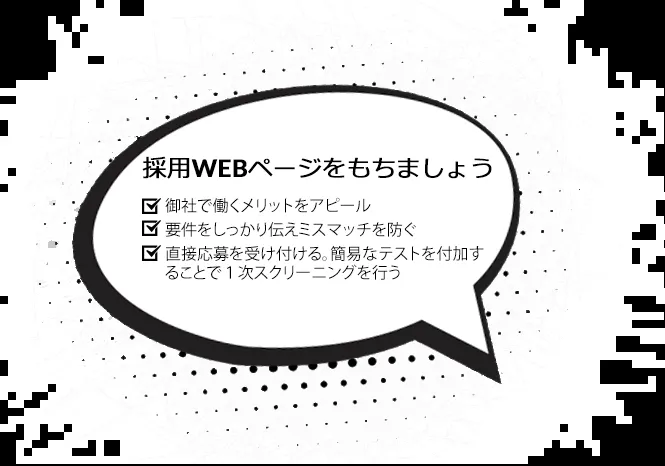 採用WEBページをもちましょう
御社で働くメリットをアピール
要件をしっかり伝えミスマッチを防ぐ
直接応募を受け付ける。簡易なテストを付加す
ることで1次スクリーニングを行う